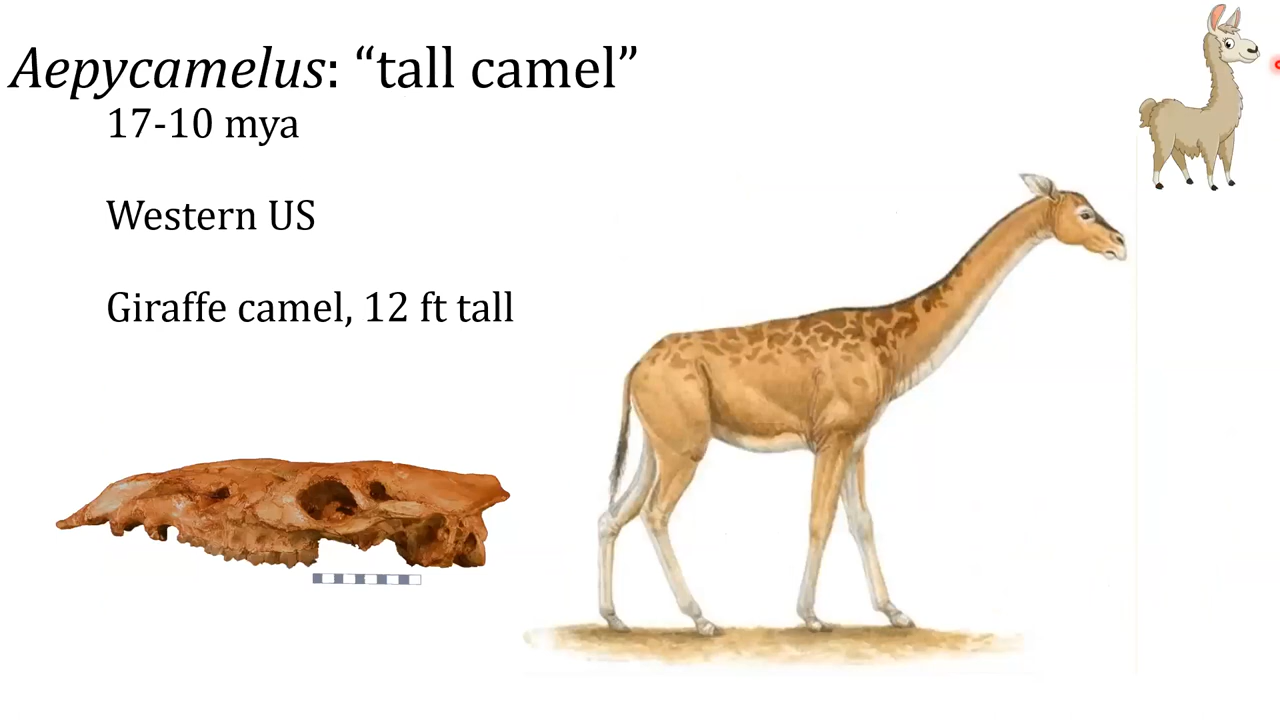 Aepycamelus: “tall camel”
17-10 mya
Western US
Giraffe camel, 12 ft tall